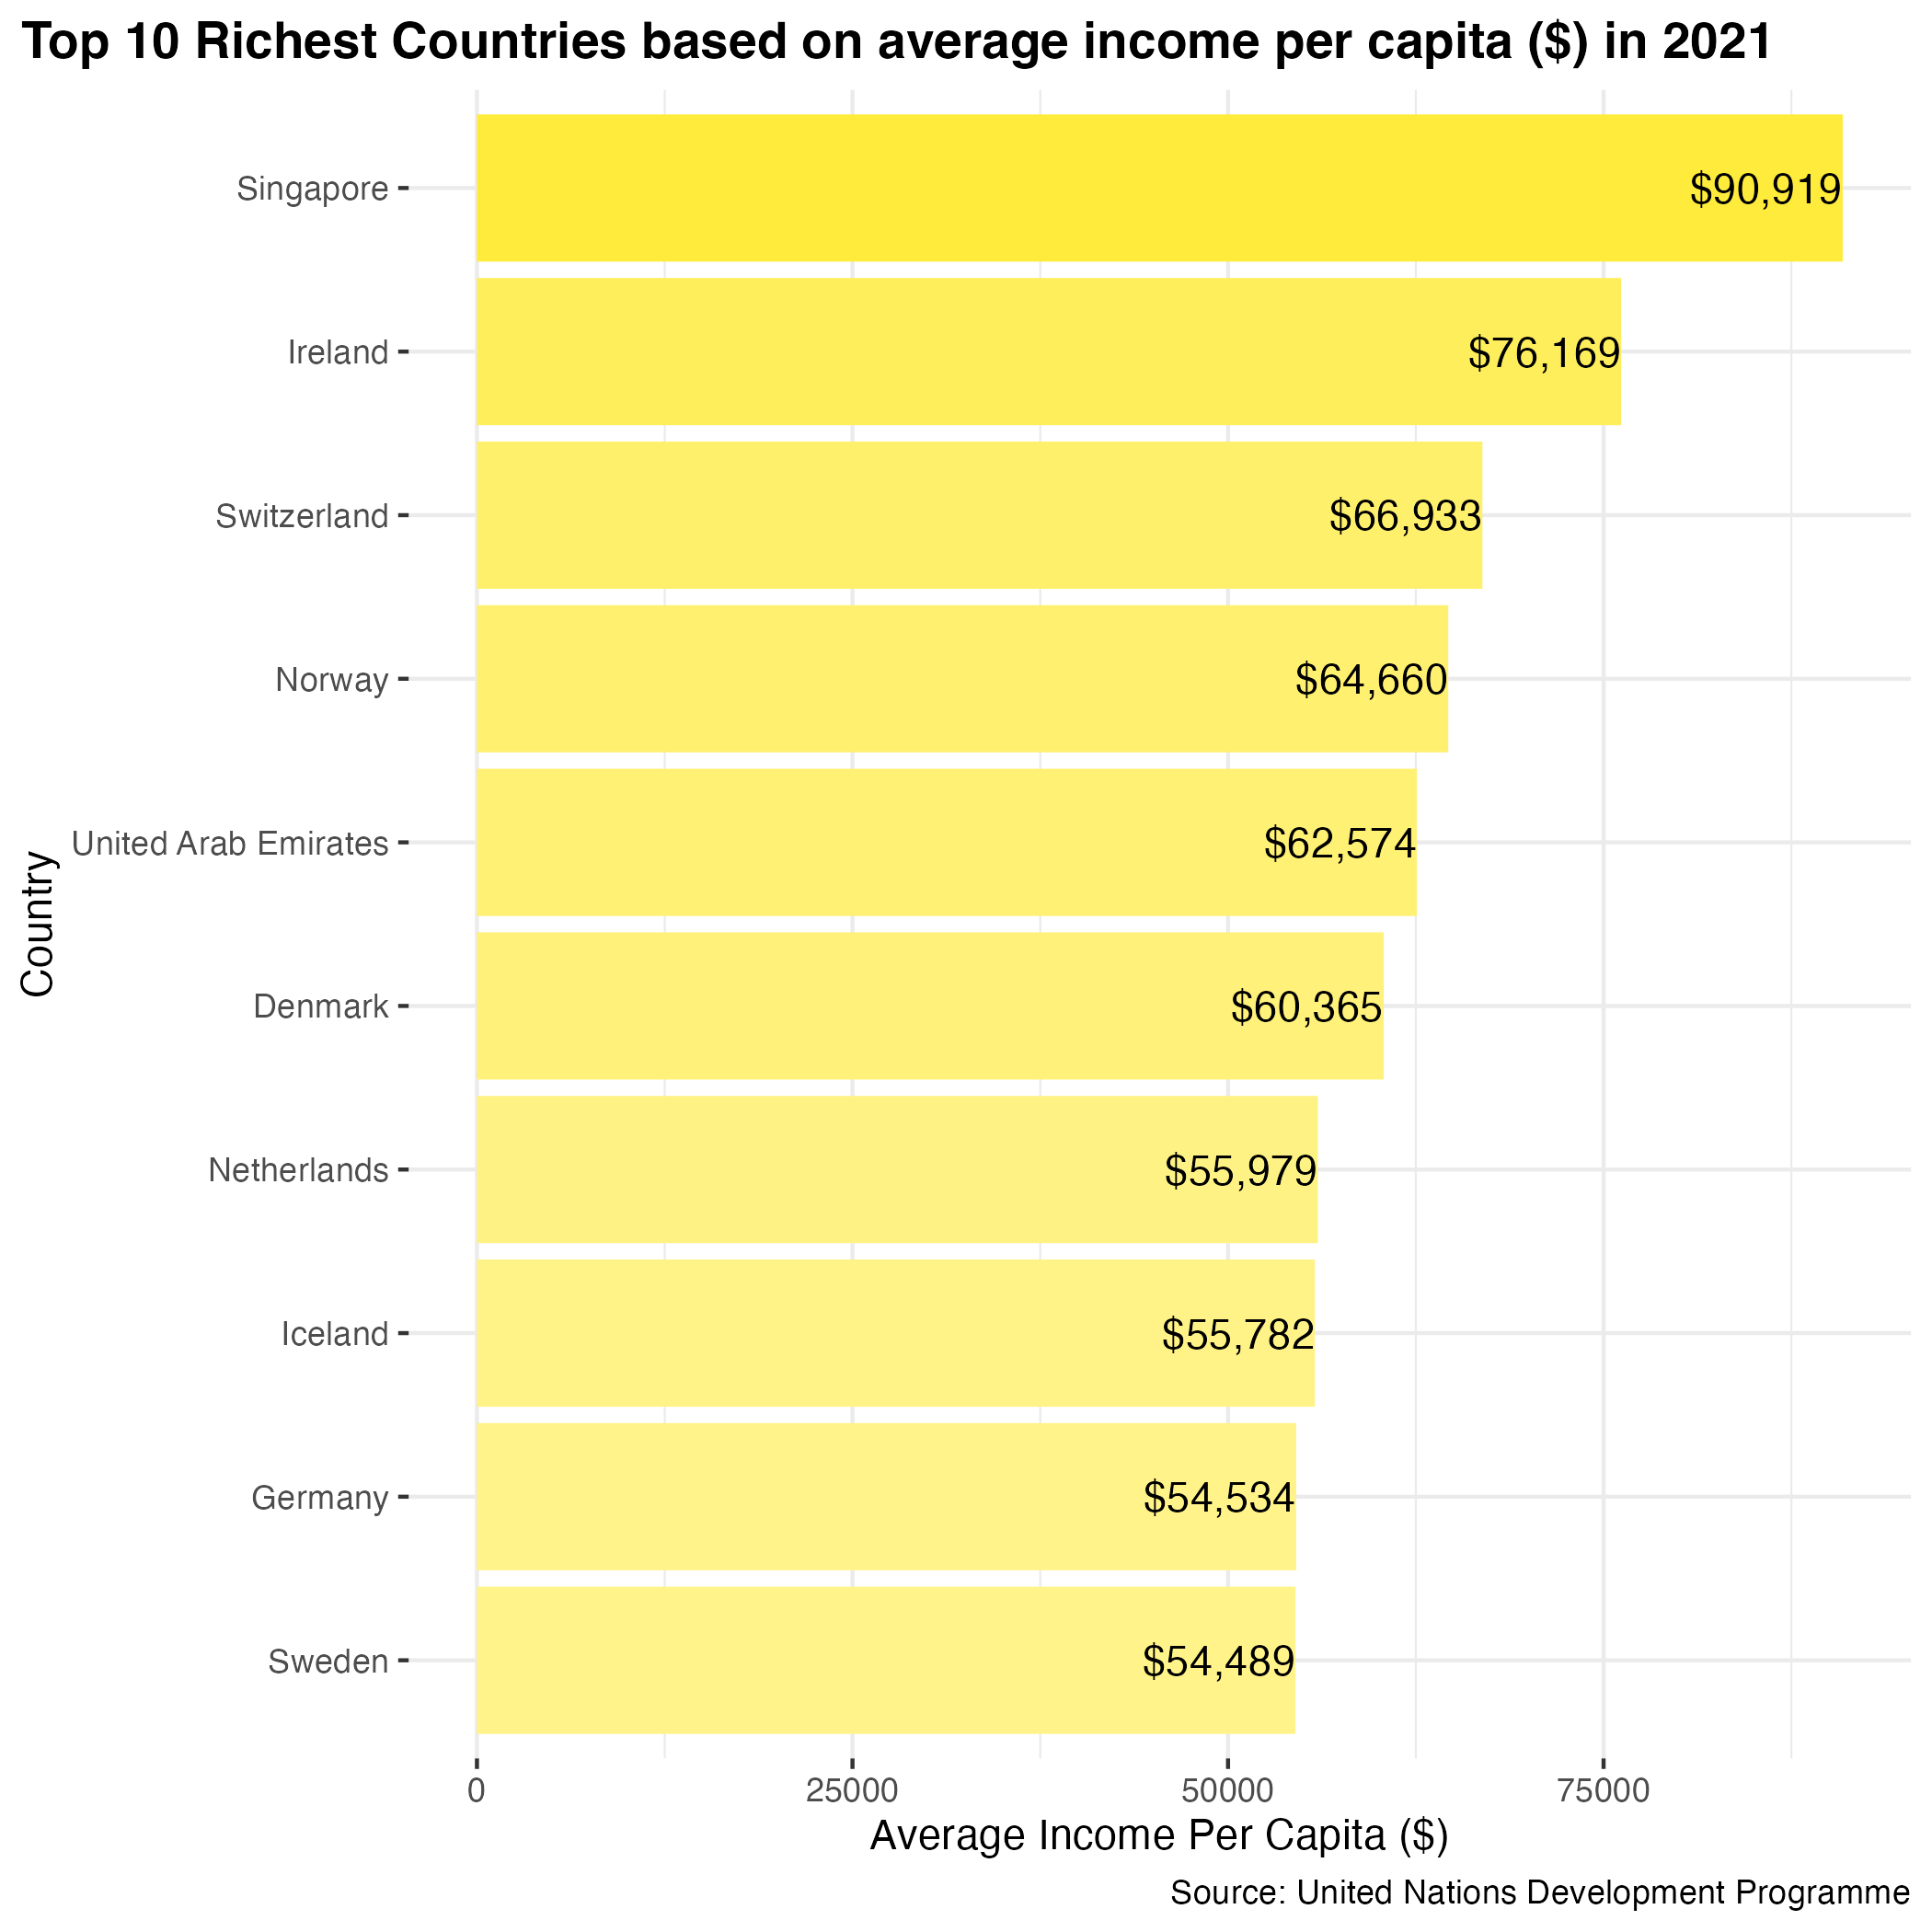 Top 10 Richest Countries based on average income per capita ($) in 2021
Singapore $90,919
Ireland $76,169
Switzerland $66,933
Norway $64,660
United Arab Emirates $62,574
Denmark $60,365
Netherlands $55,979
Iceland $55,782
Germany $54,534
Sweden $54,489
Country
0 25000 50000 75000
Average Income Per Capita ($)
Source: United Nations Development Programme